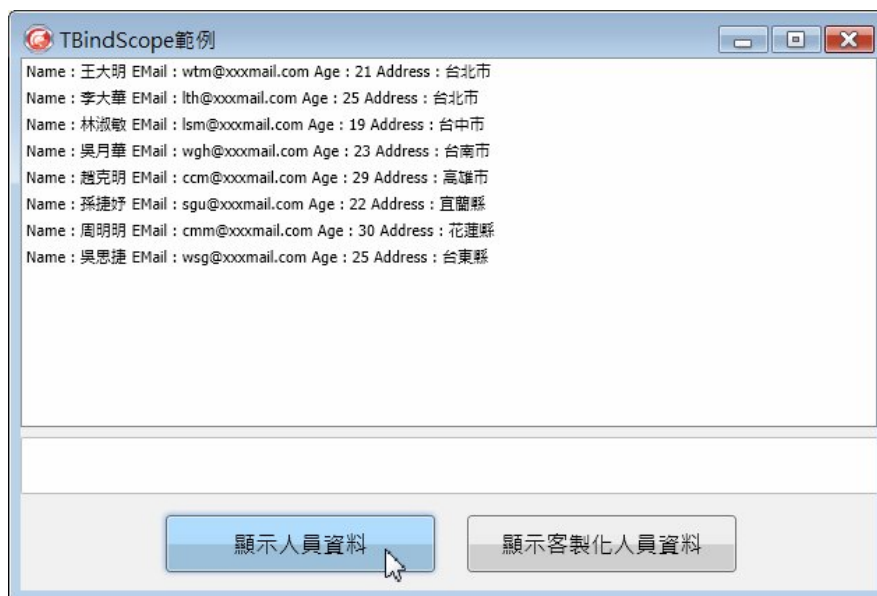 TBindScope範例
Name : 王大明 EMail : wtm@xxxmail.com Age : 21 Address : 台北市
Name : 李大華 EMail : lth@xxxmail.com Age : 25 Address : 台北市
Name : 林淑敏 EMail : lsm@xxxmail.com Age : 19 Address : 台中市
Name : 吳月華 EMail : wgh@xxxmail.com Age : 23 Address : 台南市
Name : 趙克明 EMail : ccm@xxxmail.com Age : 29 Address : 高雄市
Name : 孫捷妤 EMail : sgu@xxxmail.com Age : 22 Address : 宜蘭縣
Name : 周明明 EMail : cmm@xxxmail.com Age : 30 Address : 花蓮縣
Name : 吳思捷 EMail : wsg@xxxmail.com Age : 25 Address : 台東縣
顯示人員資料
顯示客製化人員資料